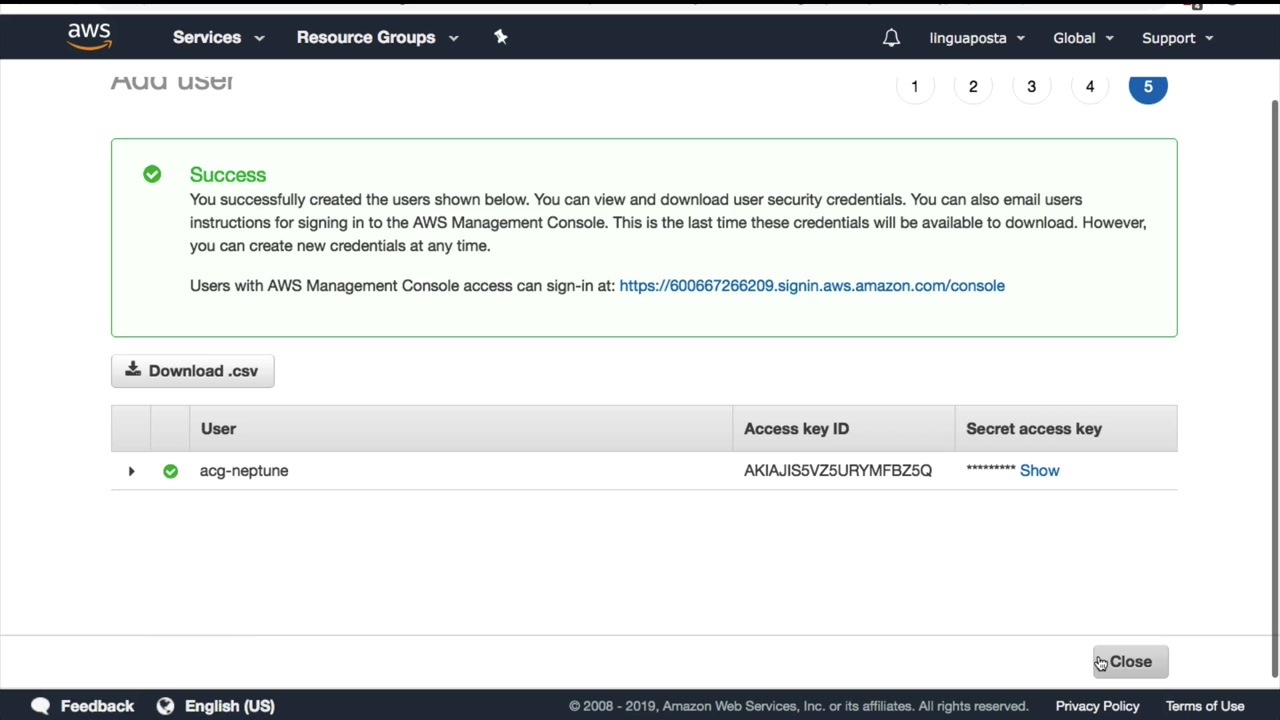 aws Services Resource Groups linguaposta Global Support
Add user
1 2 3 4 5
Success
You successfully created the users shown below. You can view and download user security credentials. You can also email users
instructions for signing in to the AWS Management Console. This is the last time these credentials will be available to download. However,
you can create new credentials at any time.
Users with AWS Management Console access can sign-in at: https://600667266209.signin.aws.amazon.com/console
Download .csv
User Access key ID Secret access key
acg-neptune AKIAJIS5VZ5URYMFBZ5Q ********* Show
Close
Feedback English (US) © 2008 - 2019, Amazon Web Services, Inc. or its affiliates. All rights reserved. Privacy Policy Terms of Use